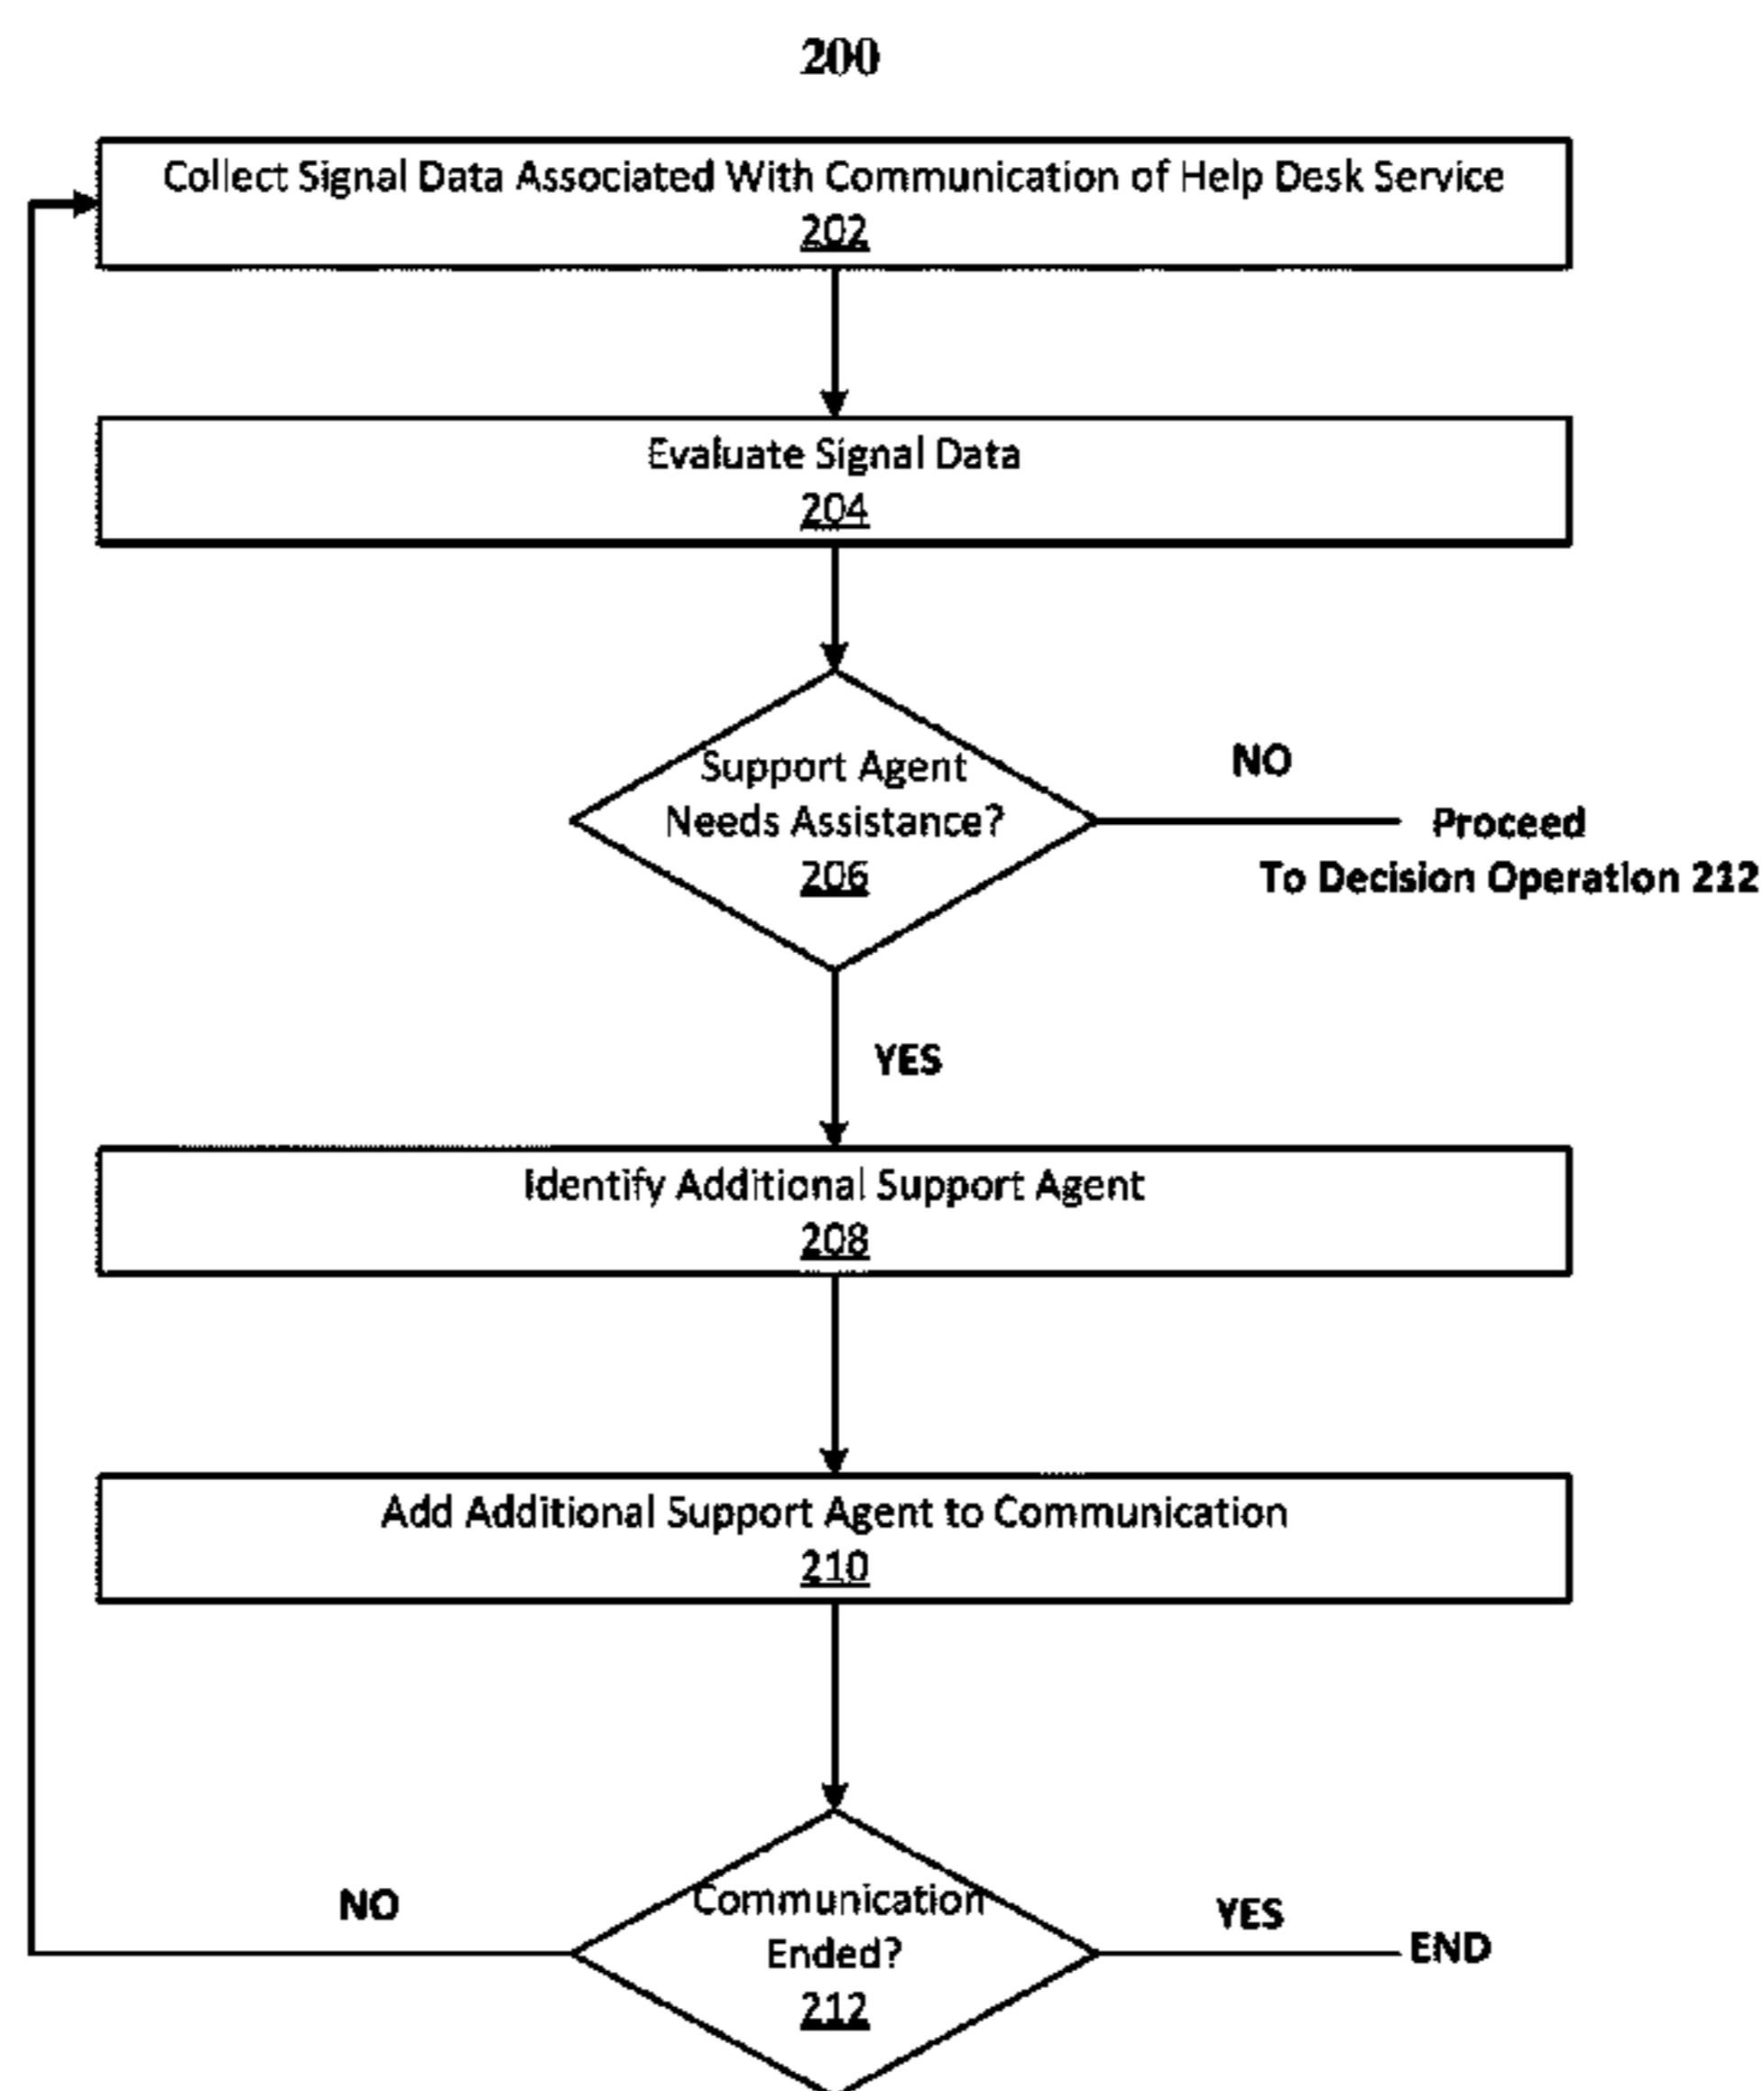 200
Collect Signal Data Associated With Communication of Help Desk Service
202
Evaluate Signal Data
204
Support Agent
Needs Assistance?
206
NO
Proceed
To Decision Operation 212
YES
Identify Additional Support Agent
208
Add Additional Support Agent to Communication
210
Communication
Ended?
212
NO
YES
END